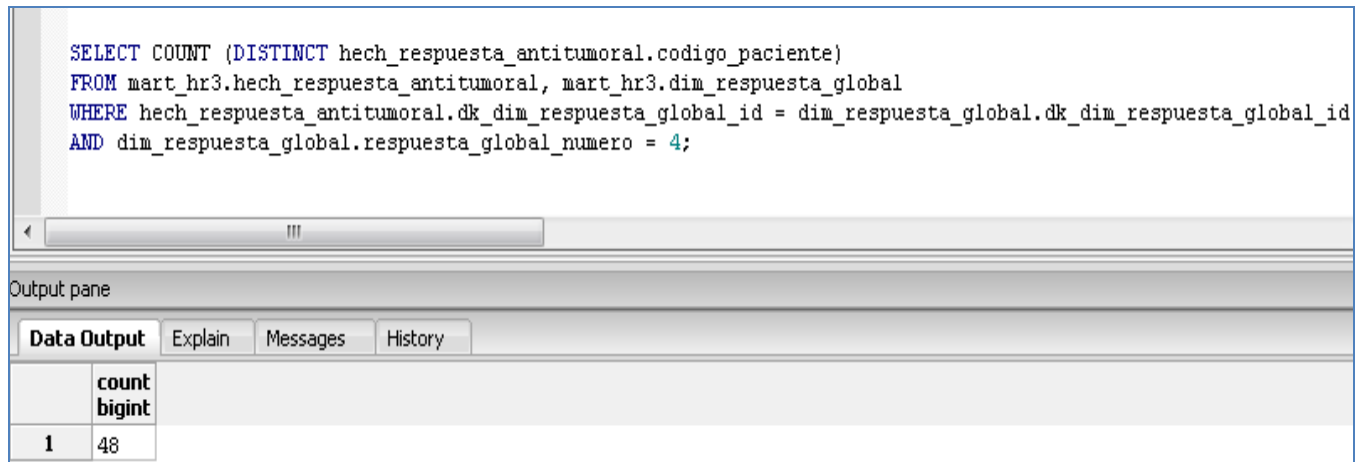 SELECT COUNT (DISTINCT hech_respuesta_antitumoral.codigo_paciente)
FROM mart_hr3.hech_respuesta_antitumoral, mart_hr3.dim_respuesta_global
WHERE hech_respuesta_antitumoral.dk_dim_respuesta_global_id = dim_respuesta_global.dk_dim_respuesta_global_id
AND dim_respuesta_global.respuesta_global_numero = 4;
Output pane
Data Output Explain Messages History
count
bigint
1 48